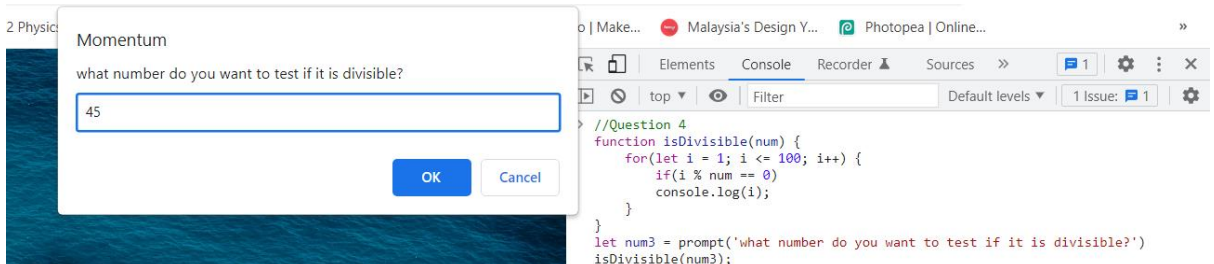 2 Physic
o | Make...
Malaysia's Design Y...
Photopea | Online...
»
Momentum
what number do you want to test if it is divisible?
45
OK
Cancel
Elements
Console
Recorder
Sources
»
1
top
Filter
Default levels
1 Issue:
1
//Question 4
function isDivisible(num) {
for(let i = 1; i <= 100; i++) {
if(i % num == 0)
console.log(i);
}
}
let num3 = prompt('what number do you want to test if it is divisible?')
isDivisible(num3);